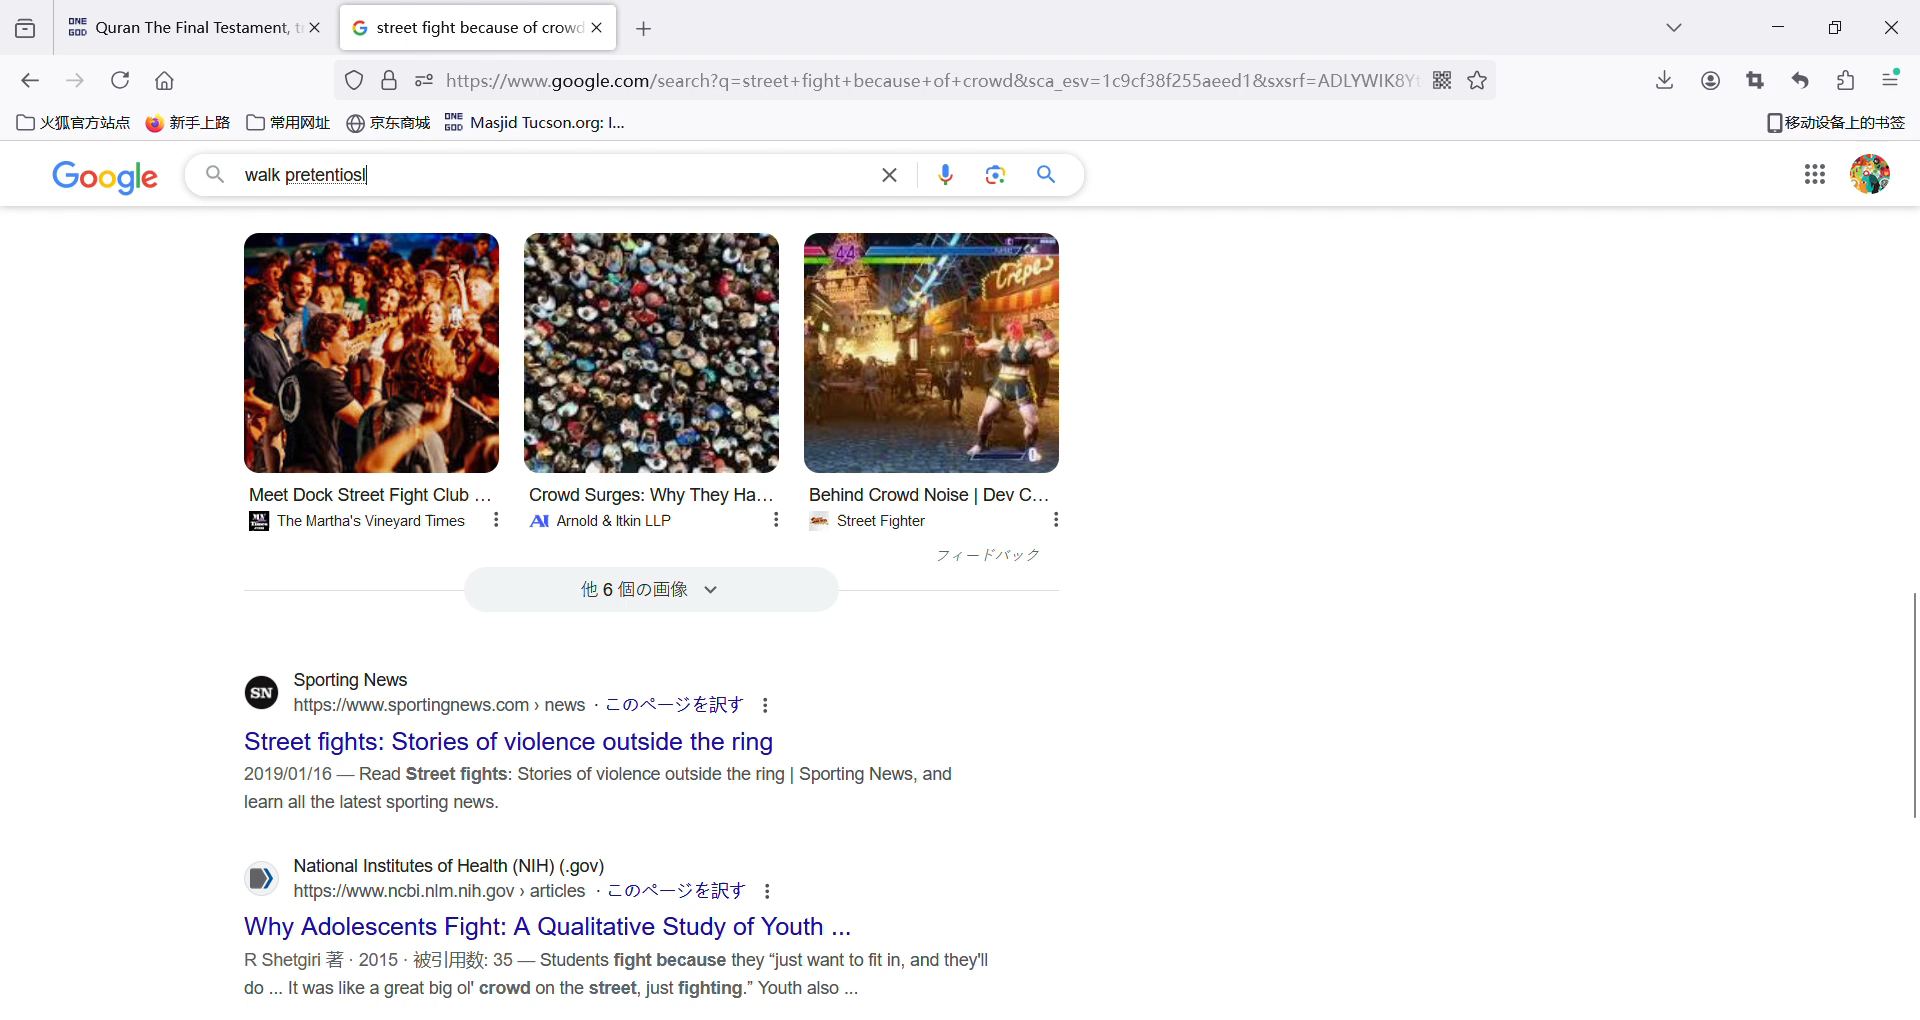 ONE GOD Quran The Final Testament, tr
street fight because of crowd
https://www.google.com/search?q=street+fight+because+of+crowd&sca_esv=1c9cf38f255aeed1&sxsrf=ADLYWIK8Yt
火狐官方站点
新手上路
常用网址
京东商城
ONE GOD Masjid Tucson.org: I...
移动设备上的书签
Google
walk pretentiosl
44
Crêpes
Meet Dock Street Fight Club ...
The Martha's Vineyard Times
Crowd Surges: Why They Ha...
Arnold & Itkin LLP
Behind Crowd Noise | Dev C...
Street Fighter
フィードバック
他 6 個の画像
SN Sporting News
https://www.sportingnews.com › news · このページを訳す
Street fights: Stories of violence outside the ring
2019/01/16 — Read Street fights: Stories of violence outside the ring | Sporting News, and
learn all the latest sporting news.
National Institutes of Health (NIH) (.gov)
https://www.ncbi.nlm.nih.gov › articles · このページを訳す
Why Adolescents Fight: A Qualitative Study of Youth ...
R Shetgiri 著 · 2015 · 被引用数: 35 — Students fight because they “just want to fit in, and they'll
do ... It was like a great big ol' crowd on the street, just fighting.” Youth also ...